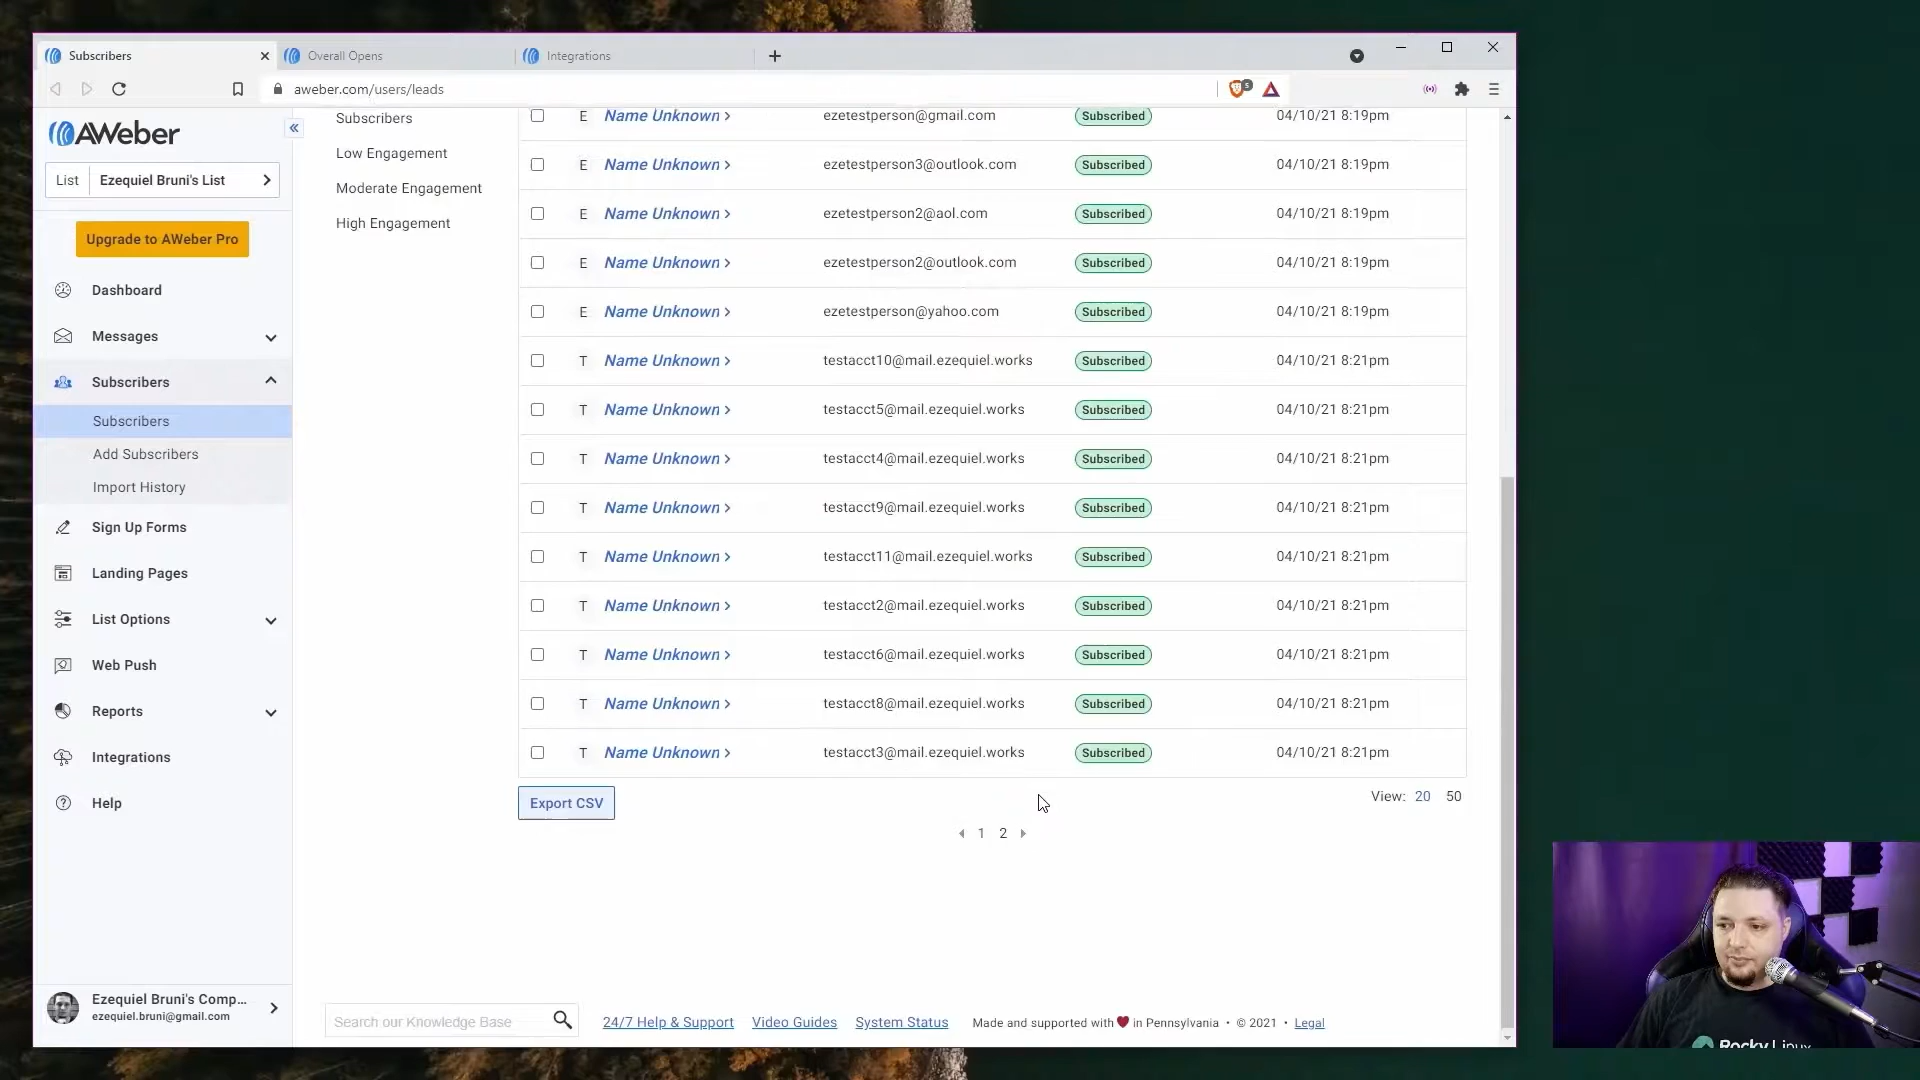 Subscribers
Overall Opens
Integrations
aweber.com/users/leads
5
AWeber
List Ezequiel Bruni's List
Upgrade to AWeber Pro
Dashboard
Messages
Subscribers
Subscribers
Add Subscribers
Import History
Sign Up Forms
Landing Pages
List Options
Web Push
Reports
Integrations
Help
Ezequiel Bruni's Comp...
ezequiel.bruni@gmail.com
Subscribers
Low Engagement
Moderate Engagement
High Engagement
E Name Unknown > ezetestperson@gmail.com Subscribed 04/10/21 8:19pm
E Name Unknown > ezetestperson3@outlook.com Subscribed 04/10/21 8:19pm
E Name Unknown > ezetestperson2@aol.com Subscribed 04/10/21 8:19pm
E Name Unknown > ezetestperson2@outlook.com Subscribed 04/10/21 8:19pm
E Name Unknown > ezetestperson@yahoo.com Subscribed 04/10/21 8:19pm
T Name Unknown > testacct10@mail.ezequiel.works Subscribed 04/10/21 8:21pm
T Name Unknown > testacct5@mail.ezequiel.works Subscribed 04/10/21 8:21pm
T Name Unknown > testacct4@mail.ezequiel.works Subscribed 04/10/21 8:21pm
T Name Unknown > testacct9@mail.ezequiel.works Subscribed 04/10/21 8:21pm
T Name Unknown > testacct11@mail.ezequiel.works Subscribed 04/10/21 8:21pm
T Name Unknown > testacct2@mail.ezequiel.works Subscribed 04/10/21 8:21pm
T Name Unknown > testacct6@mail.ezequiel.works Subscribed 04/10/21 8:21pm
T Name Unknown > testacct8@mail.ezequiel.works Subscribed 04/10/21 8:21pm
T Name Unknown > testacct3@mail.ezequiel.works Subscribed 04/10/21 8:21pm
Export CSV
View: 20 50
1 2
Search our Knowledge Base
24/7 Help & Support Video Guides System Status Made and supported with ❤ in Pennsylvania • © 2021 • Legal
Rocky Linux